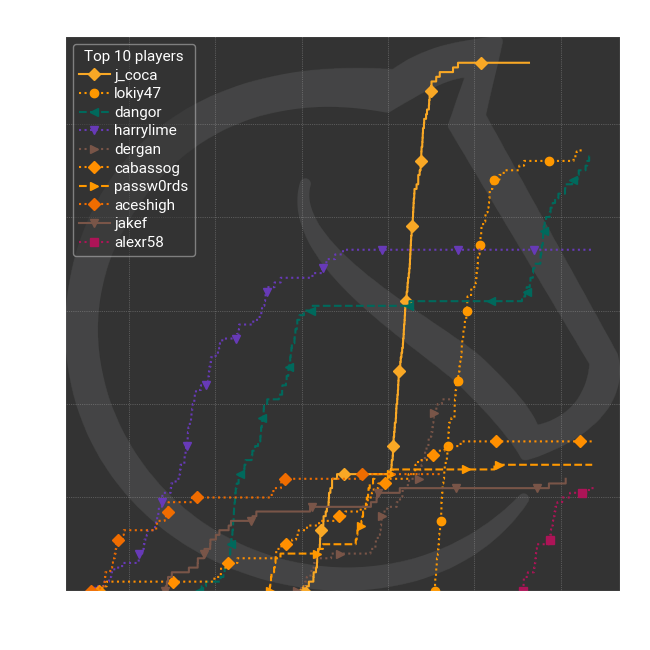 Top 10 players
j_coca
lokiy47
dangor
harrylime
dergan
cabassog
passw0rds
aceshigh
jakef
alexr58